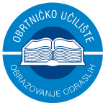 OBRTNIČKO UČILIŠTE
OBRAZOVANJE ODRASLIH